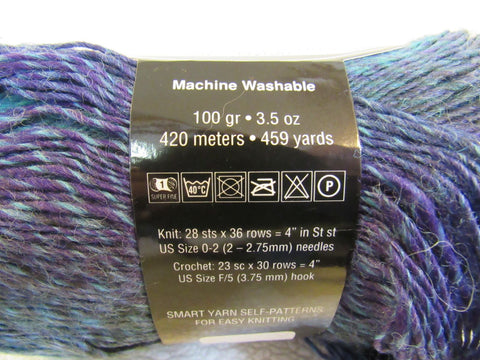 Machine Washable
100 gr • 3.5 oz
420 meters • 459 yards
1
SUPER FINE
40°C
P
Knit: 28 sts x 36 rows = 4" in St st
US Size 0-2 (2 – 2.75mm) needles
Crochet: 23 sc x 30 rows = 4"
US Size F/5 (3.75 mm) hook
SMART YARN SELF-PATTERNS
FOR EASY KNITTING